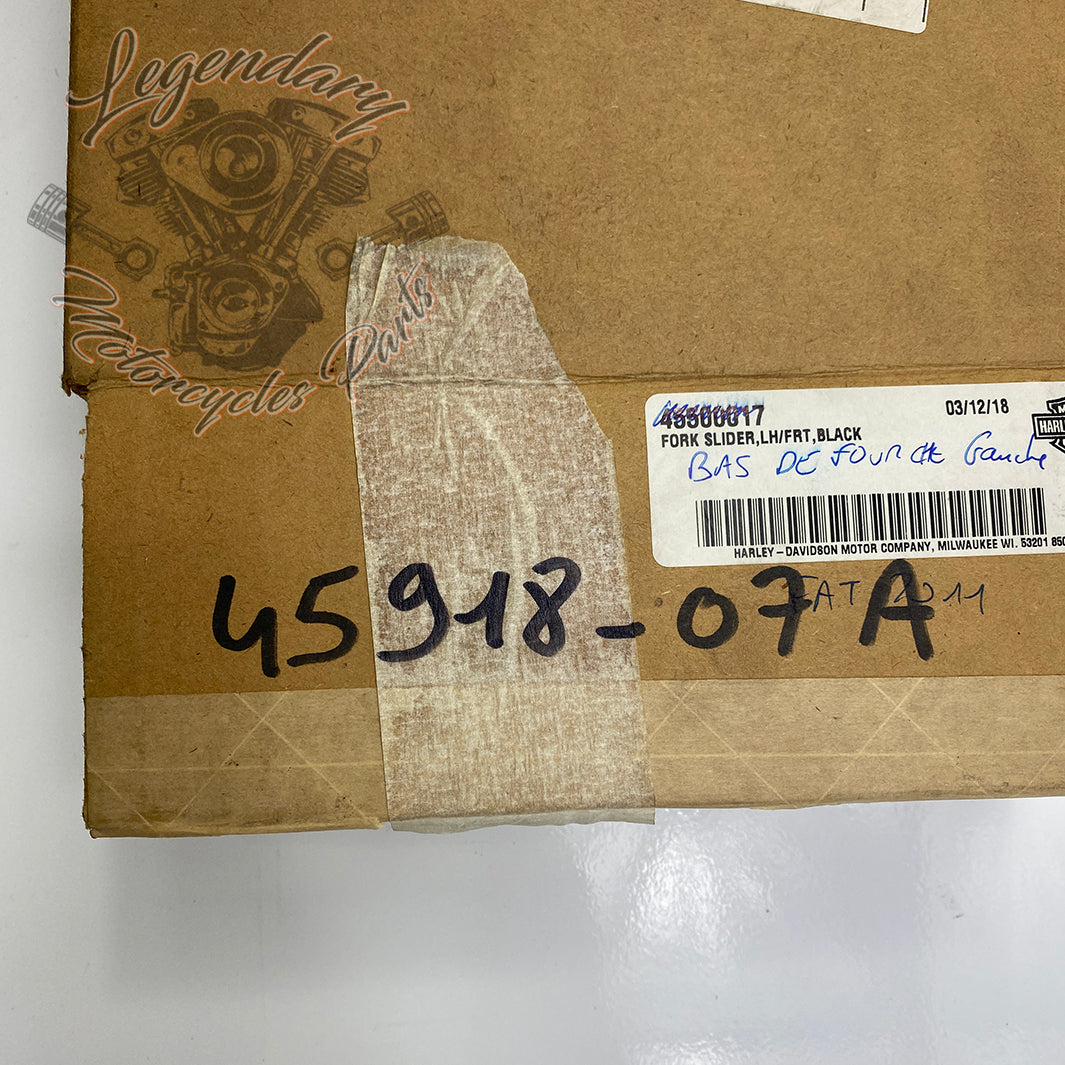 Legendary
Motorcycles Parts
03/12/18
FORK SLIDER,LH/FRT,BLACK
BAS DE FOURCHE Gauche
HARLEY-DAVIDSON MOTOR COMPANY, MILWAUKEE WI. 53201
45918-07A
FAT 2011